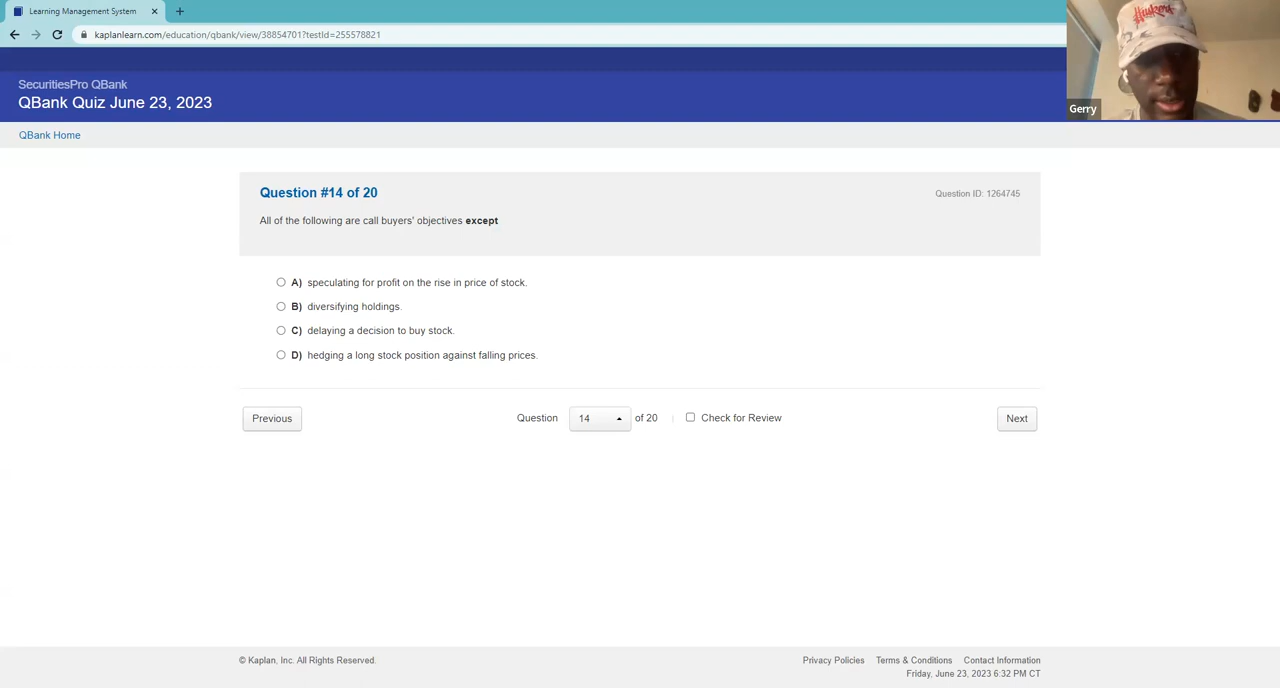 Learning Management System
kaplanlearn.com/education/qbank/view/38854701?testId=255578821
Huskers
Gerry
SecuritiesPro QBank
QBank Quiz June 23, 2023
QBank Home
Question #14 of 20
Question ID: 1264745
All of the following are call buyers' objectives except
A) speculating for profit on the rise in price of stock.
B) diversifying holdings.
C) delaying a decision to buy stock.
D) hedging a long stock position against falling prices.
Previous
Question 14 of 20
Check for Review
Next
© Kaplan, Inc. All Rights Reserved.
Privacy Policies Terms & Conditions Contact Information
Friday, June 23, 2023 6:32 PM CT